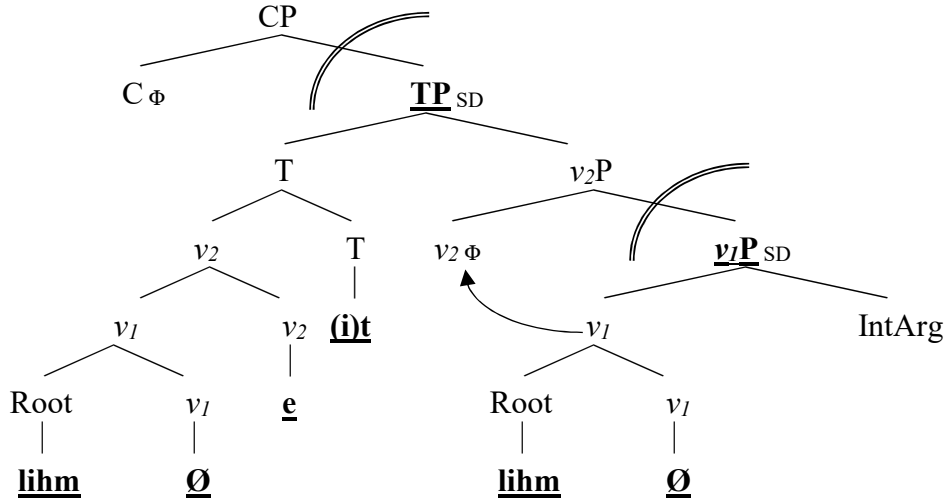 CP
C Φ TP SD
T v₂P
v₂ T v₂ Φ v₁P SD
v₁ v₂ (i)t v₁ IntArg
Root v₁ e Root v₁
lihm Ø lihm Ø